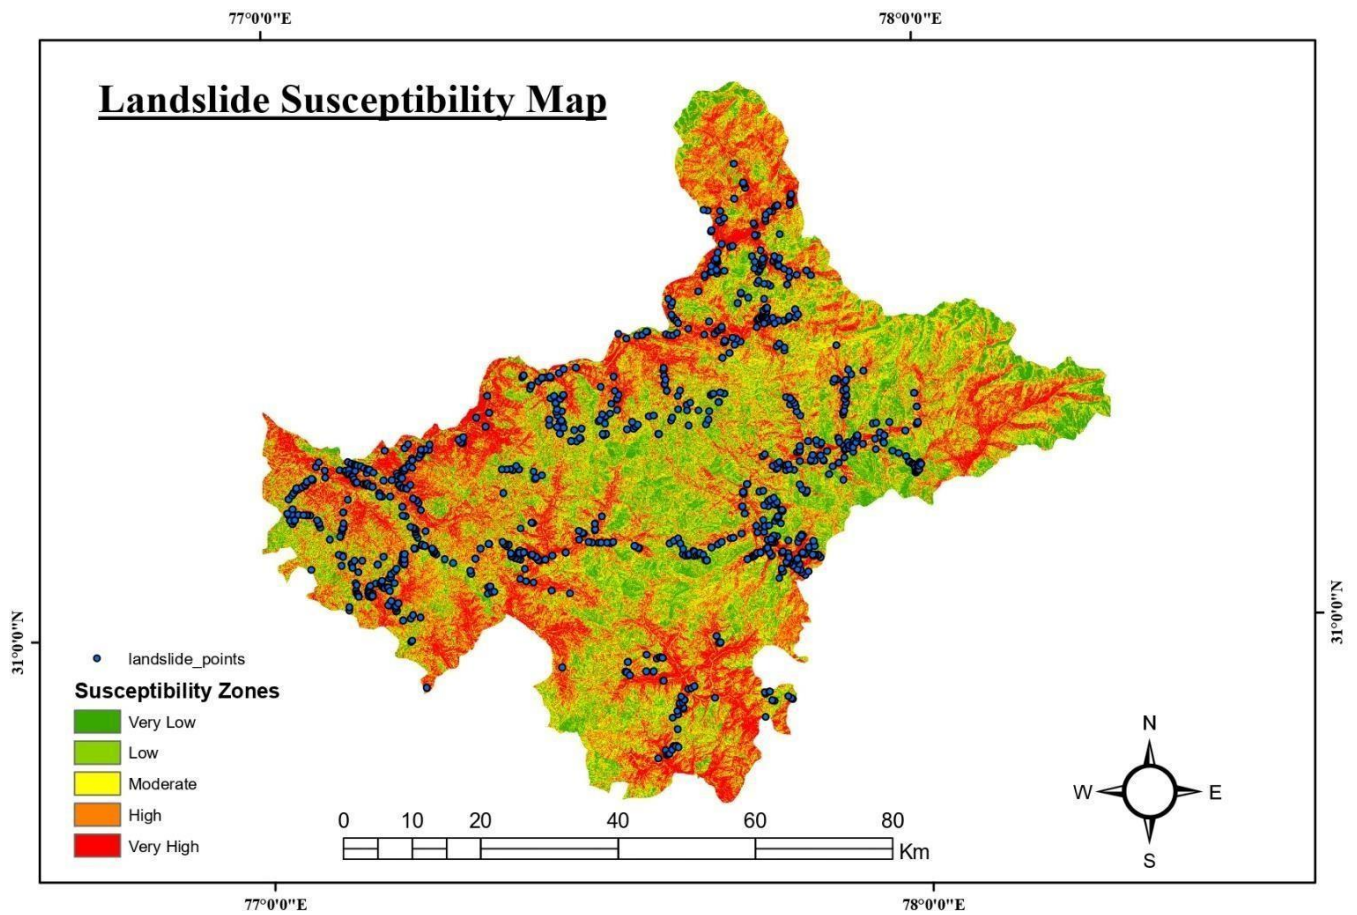 77°0'0"E
78°0'0"E
Landslide Susceptibility Map
31°0'0"N
31°0'0"N
landslide_points
Susceptibility Zones
Very Low
Low
Moderate
High
Very High
0 10 20 40 60 80
Km
N
W E
S
77°0'0"E
78°0'0"E